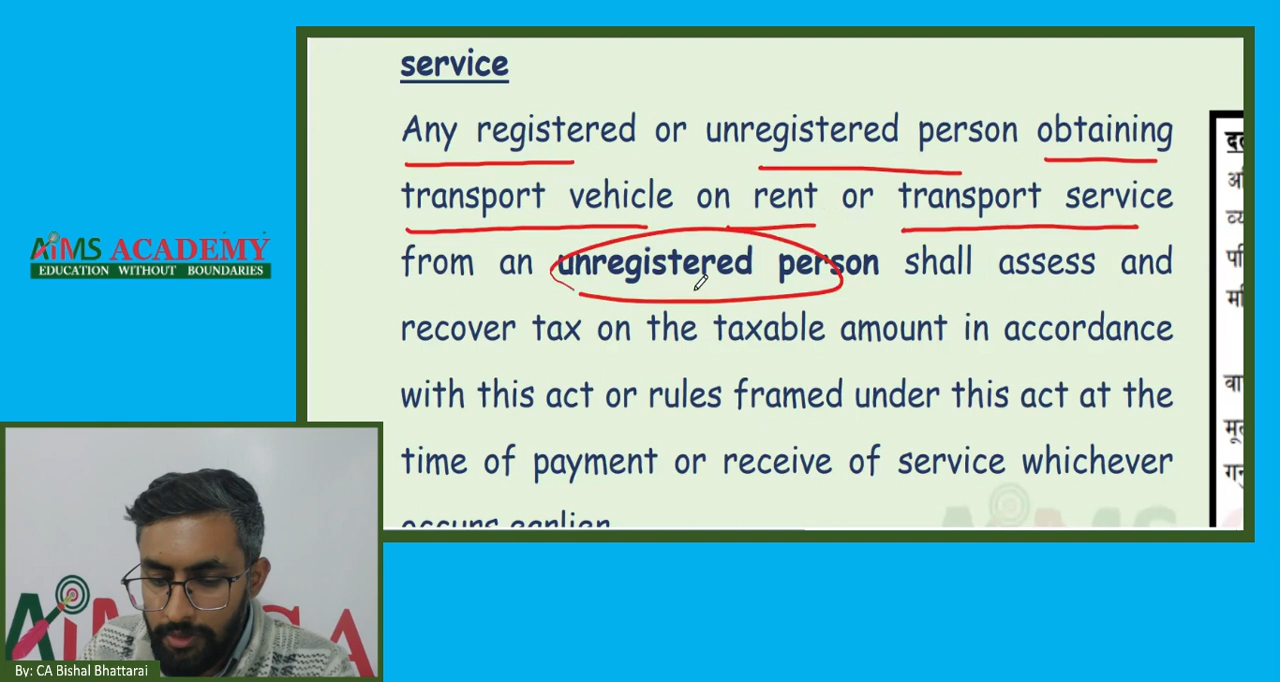 service
Any registered or unregistered person obtaining
transport vehicle on rent or transport service
from an unregistered person shall assess and
recover tax on the taxable amount in accordance
with this act or rules framed under this act at the
time of payment or receive of service whichever
occurs earlier
AiMS ACADEMY
EDUCATION WITHOUT BOUNDARIES
By: CA Bishal Bhattarai